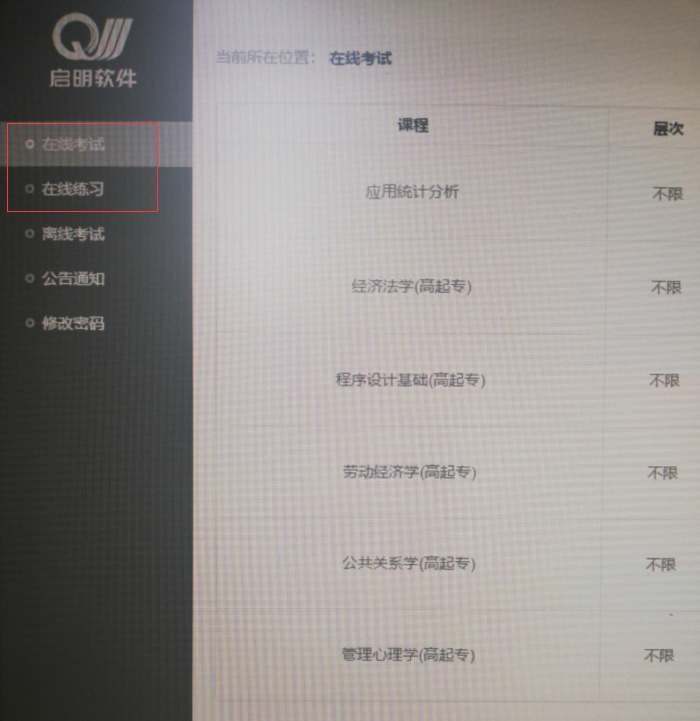 QM
启明软件
在线考试
在线练习
离线考试
公告通知
修改密码
当前所在位置: 在线考试
课程 层次
应用统计分析 不限
经济法学(高起专) 不限
程序设计基础(高起专) 不限
劳动经济学(高起专) 不限
公共关系学(高起专) 不限
管理心理学(高起专) 不限